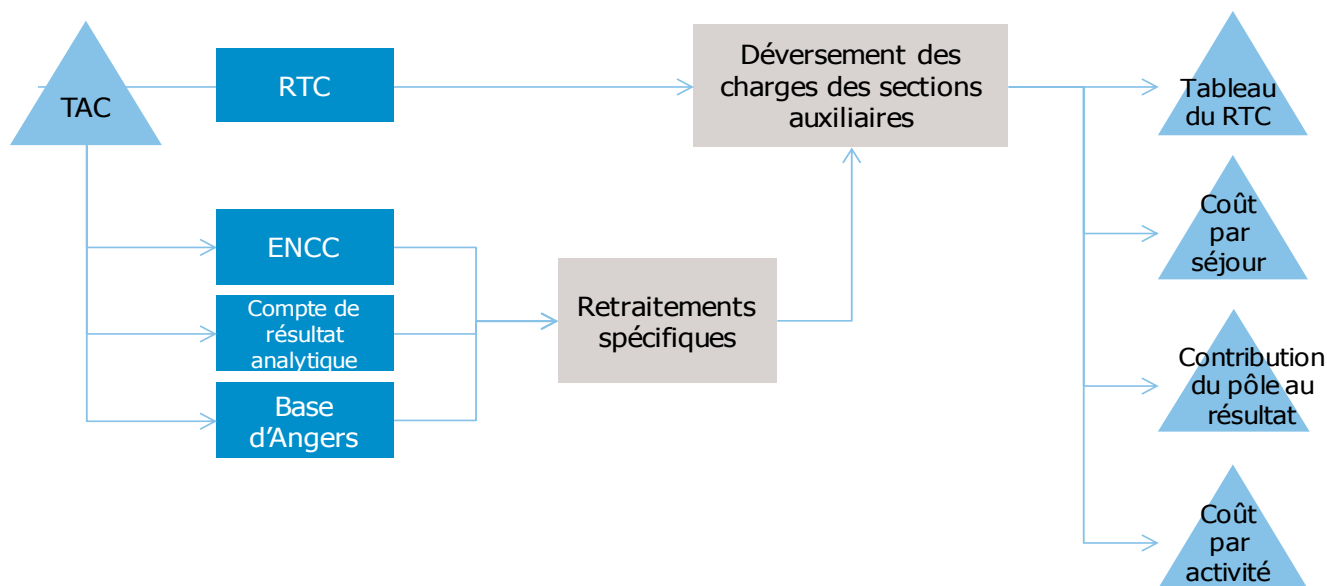 TAC
RTC
Déversement des
charges des sections
auxiliaires
Tableau
du RTC
ENCC
Compte de
résultat
analytique
Base
d’Angers
Retraitements
spécifiques
Coût
par
séjour
Contribution
du pôle au
résultat
Coût
par
activité